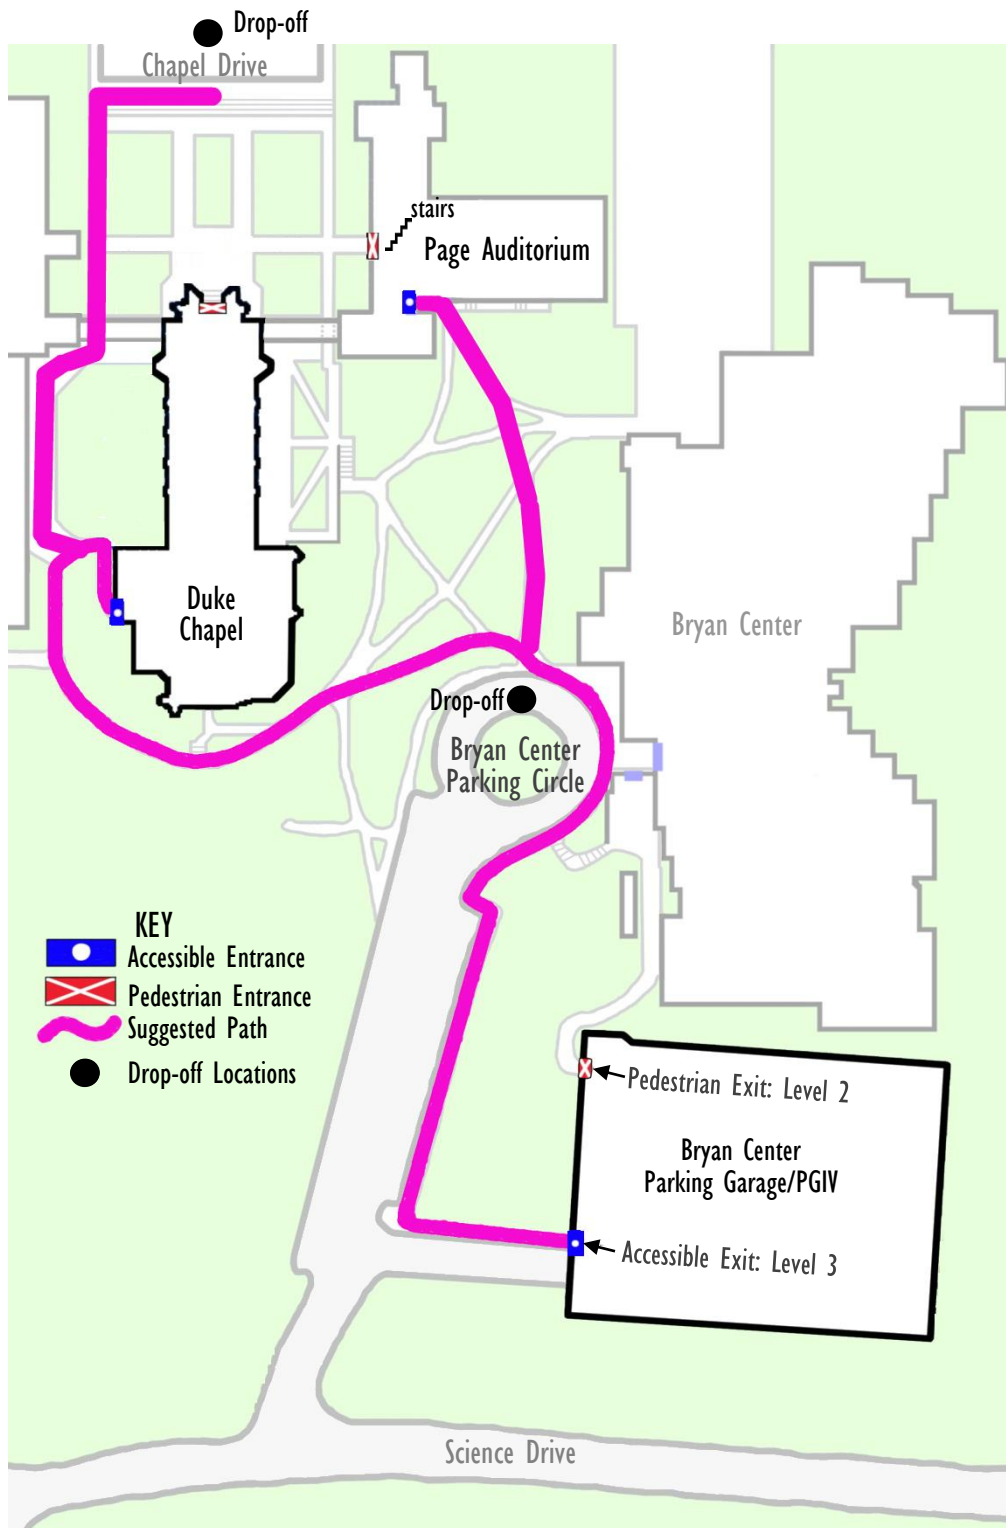 Drop-off
Chapel Drive
stairs
Page Auditorium
Duke
Chapel
Bryan Center
Drop-off
Bryan Center
Parking Circle
KEY
Accessible Entrance
Pedestrian Entrance
Suggested Path
Drop-off Locations
Pedestrian Exit: Level 2
Bryan Center
Parking Garage/PGIV
Accessible Exit: Level 3
Science Drive